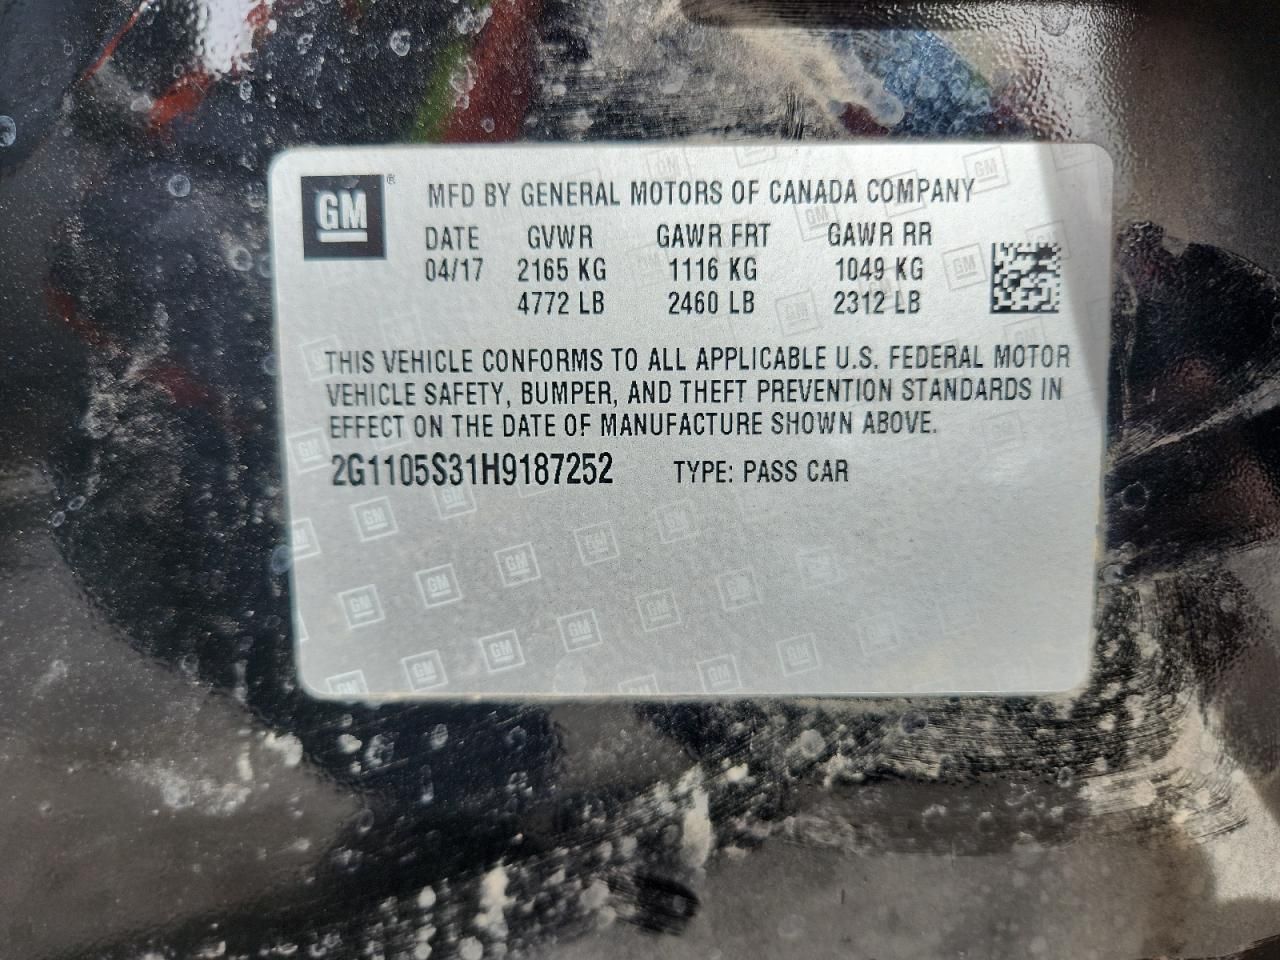 GM ® MFD BY GENERAL MOTORS OF CANADA COMPANY
DATE GVWR GAWR FRT GAWR RR
04/17 2165 KG 1116 KG 1049 KG
4772 LB 2460 LB 2312 LB
THIS VEHICLE CONFORMS TO ALL APPLICABLE U.S. FEDERAL MOTOR
VEHICLE SAFETY, BUMPER, AND THEFT PREVENTION STANDARDS IN
EFFECT ON THE DATE OF MANUFACTURE SHOWN ABOVE.
2G1105S31H9187252 TYPE: PASS CAR